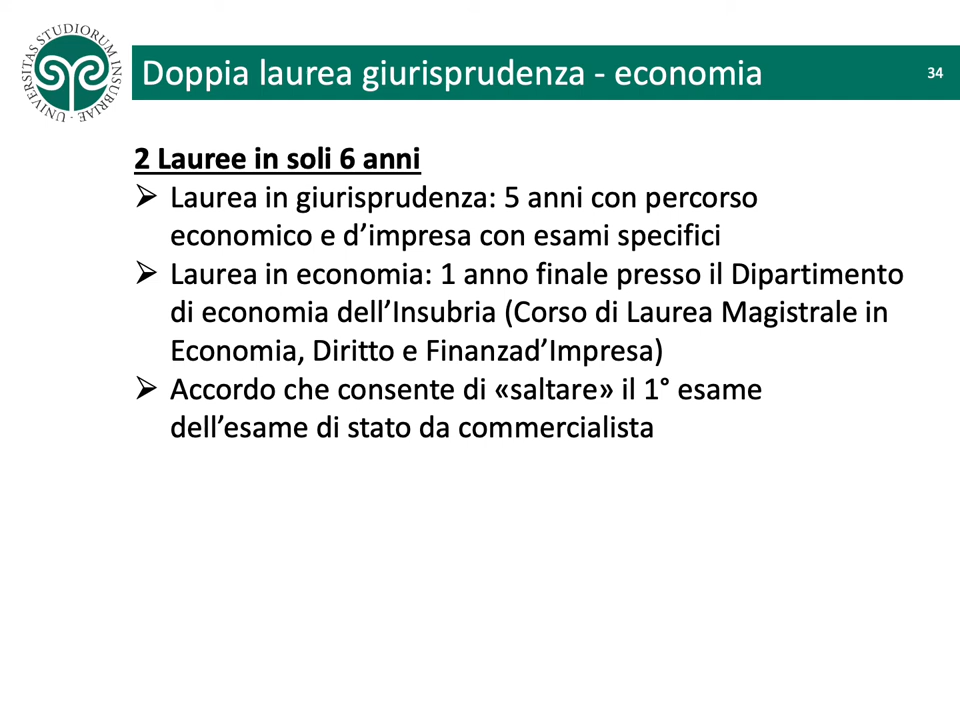 UNIVERSITAS STUDIORUM INSUBRIAE
Doppia laurea giurisprudenza - economia
34
2 Lauree in soli 6 anni
➢ Laurea in giurisprudenza: 5 anni con percorso
economico e d’impresa con esami specifici
➢ Laurea in economia: 1 anno finale presso il Dipartimento
di economia dell’Insubria (Corso di Laurea Magistrale in
Economia, Diritto e Finanzad’Impresa)
➢ Accordo che consente di «saltare» il 1° esame
dell’esame di stato da commercialista